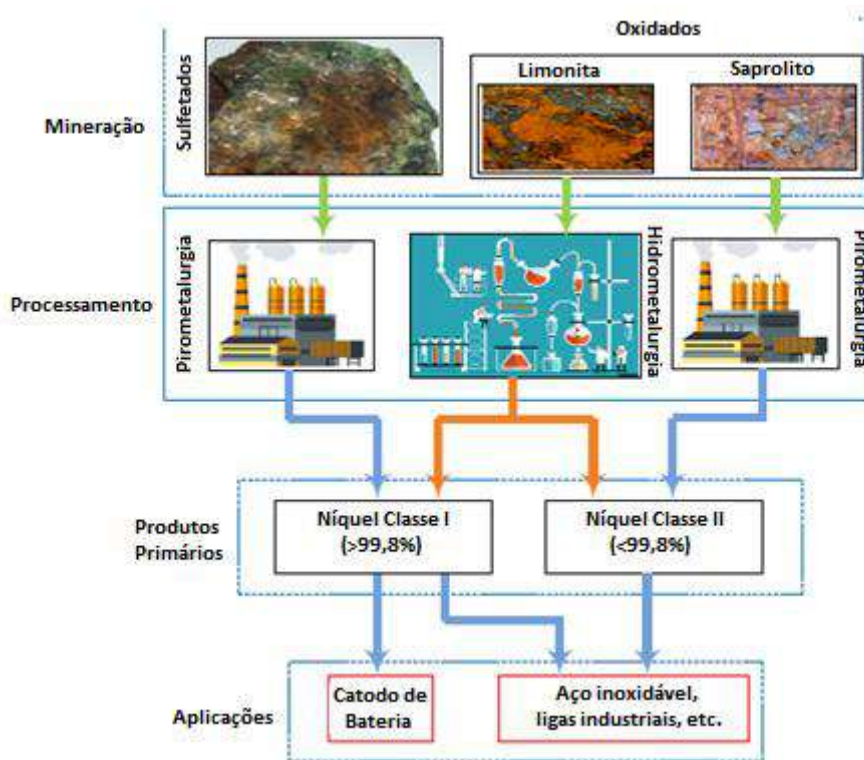 Oxidados
Sulfetados
Limonita
Saprolito
Mineração
Pirometalurgia
Hidrometalurgia
Pirometalurgia
Processamento
Níquel Classe I
(>99,8%)
Níquel Classe II
(<99,8%)
Produtos
Primários
Catodo de
Bateria
Aço inoxidável,
ligas industriais, etc.
Aplicações